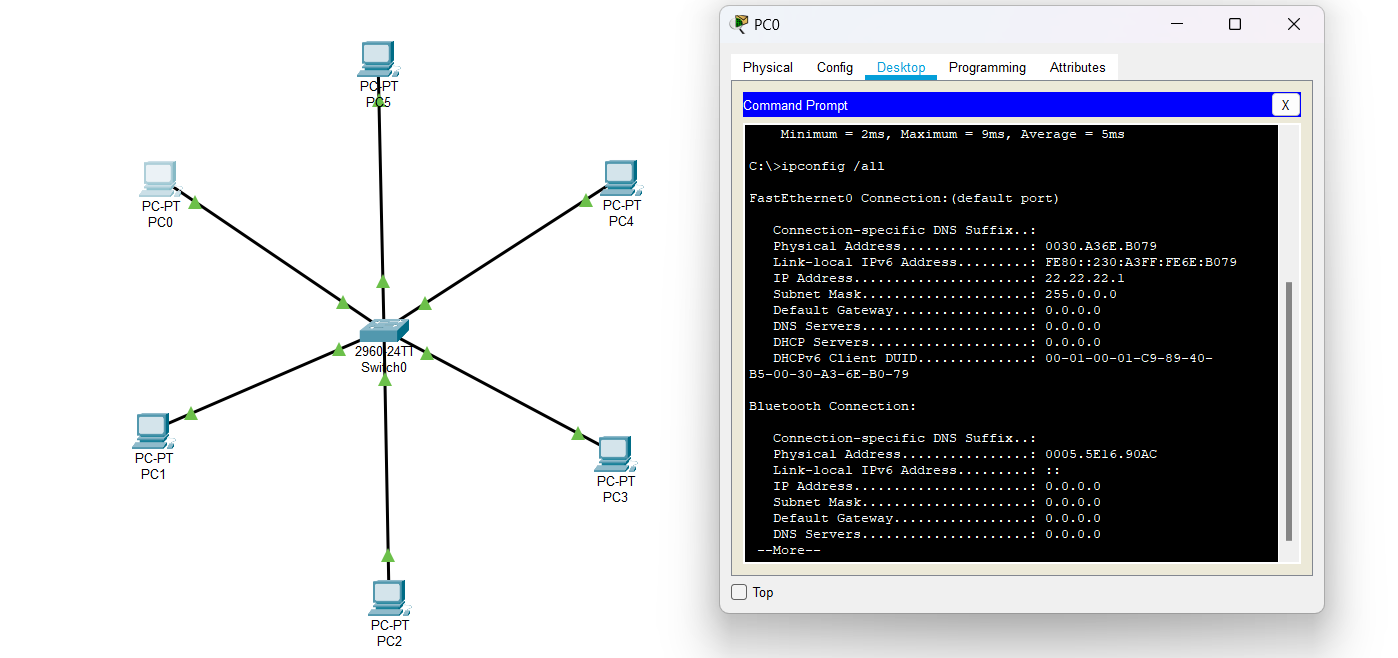 PC-PT
PC5
PC-PT
PC0
PC-PT
PC4
2960-24TT
Switch0
PC-PT
PC1
PC-PT
PC3
PC-PT
PC2
PC0
Physical Config Desktop Programming Attributes
Command Prompt X
Minimum = 2ms, Maximum = 9ms, Average = 5ms
C:\>ipconfig /all
FastEthernet0 Connection:(default port)
Connection-specific DNS Suffix..:
Physical Address................: 0030.A36E.B079
Link-local IPv6 Address.........: FE80::230:A3FF:FE6E:B079
IP Address......................: 22.22.22.1
Subnet Mask.....................: 255.0.0.0
Default Gateway.................: 0.0.0.0
DNS Servers.....................: 0.0.0.0
DHCP Servers....................: 0.0.0.0
DHCPv6 Client DUID..............: 00-01-00-01-C9-89-40-
B5-00-30-A3-6E-B0-79
Bluetooth Connection:
Connection-specific DNS Suffix..:
Physical Address................: 0005.5E16.90AC
Link-local IPv6 Address.........: ::
IP Address......................: 0.0.0.0
Subnet Mask.....................: 0.0.0.0
Default Gateway.................: 0.0.0.0
DNS Servers.....................: 0.0.0.0
--More--
Top